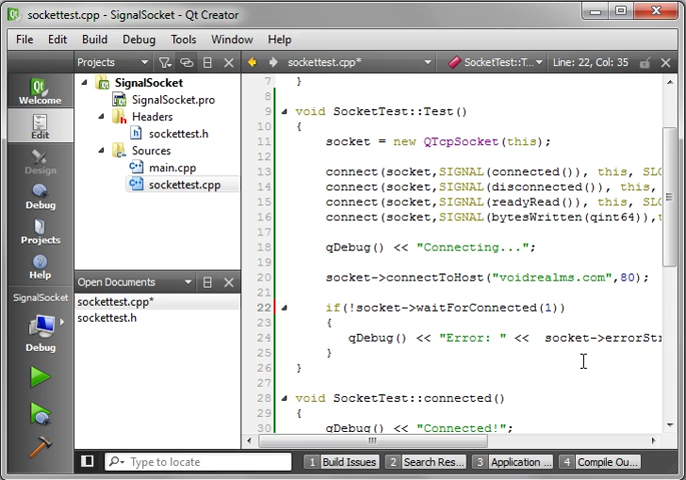 sockettest.cpp - SignalSocket - Qt Creator
File Edit Build Debug Tools Window Help
Projects sockettest.cpp* SocketTest::T... Line: 22, Col: 35
Qt
Welcome
Edit
Design
Debug
Projects
Help
SignalSocket
Debug
SignalSocket
SignalSocket.pro
Headers
sockettest.h
Sources
main.cpp
sockettest.cpp
Open Documents
sockettest.cpp*
sockettest.h
7 }
8
9 void SocketTest::Test()
10 {
11 socket = new QTcpSocket(this);
12
13 connect(socket,SIGNAL(connected()), this, SLO
14 connect(socket,SIGNAL(disconnected()), this,
15 connect(socket,SIGNAL(readyRead()), this, SLO
16 connect(socket,SIGNAL(bytesWritten(qint64)),t
17
18 qDebug() << "Connecting...";
19
20 socket->connectToHost("voidrealms.com",80);
21
22 if(!socket->waitForConnected(1))
23 {
24 qDebug() << "Error: " << socket->errorStr
25 }
26 }
27
28 void SocketTest::connected()
29 {
30 qDebug() << "Connected!";
Type to locate 1 Build Issues 2 Search Res... 3 Application ... 4 Compile Ou...